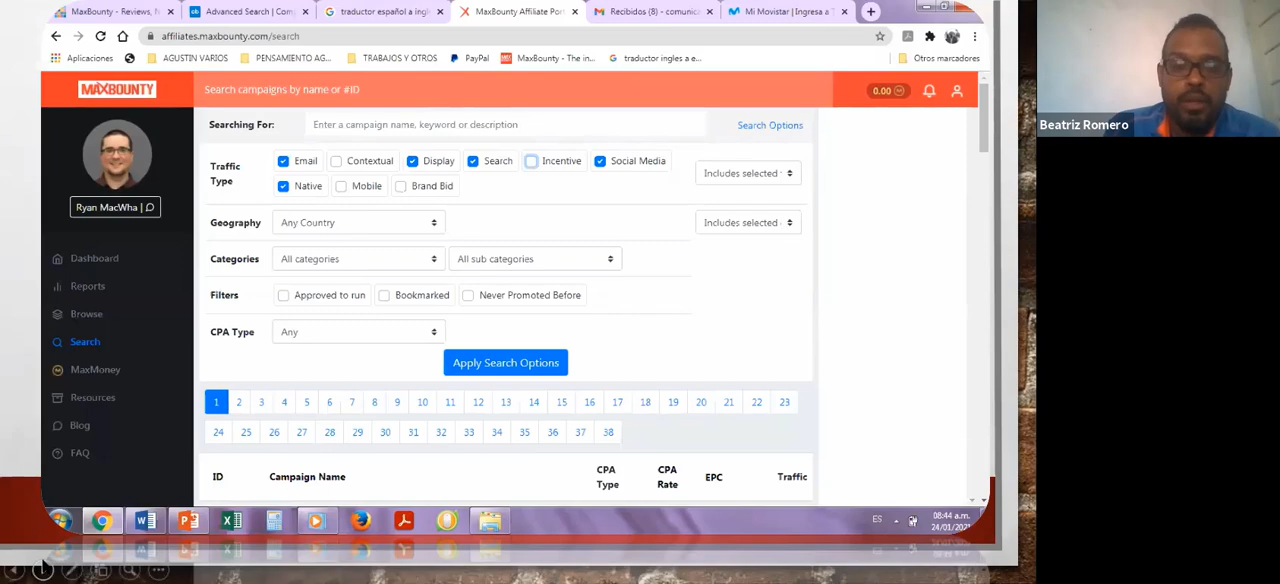 MaxBounty - Reviews, N
Advanced Search | Com
traductor español a ingl
MaxBounty Affiliate Por
Recibidos (8) - comunica
Mi Movistar | Ingresa a T
affiliates.maxbounty.com/search
Aplicaciones
AGUSTIN VARIOS
PENSAMIENTO AG...
TRABAJOS Y OTROS
PayPal
MaxBounty - The in...
traductor ingles a e...
Otros marcadores
MAXBOUNTY
Search campaigns by name or #ID
0.00
Searching For:
Enter a campaign name, keyword or description
Search Options
Traffic Type
Email
Contextual
Display
Search
Incentive
Social Media
Includes selected
Native
Mobile
Brand Bid
Ryan MacWha |
Geography
Any Country
Includes selected
Categories
All categories
All sub categories
Filters
Approved to run
Bookmarked
Never Promoted Before
CPA Type
Any
Apply Search Options
Dashboard
Reports
Browse
Search
MaxMoney
Resources
Blog
FAQ
1 2 3 4 5 6 7 8 9 10 11 12 13 14 15 16 17 18 19 20 21 22 23
24 25 26 27 28 29 30 31 32 33 34 35 36 37 38
ID
Campaign Name
CPA Type
CPA Rate
EPC
Traffic
ES
08:44 a.m.
24/01/202
Beatriz Romero